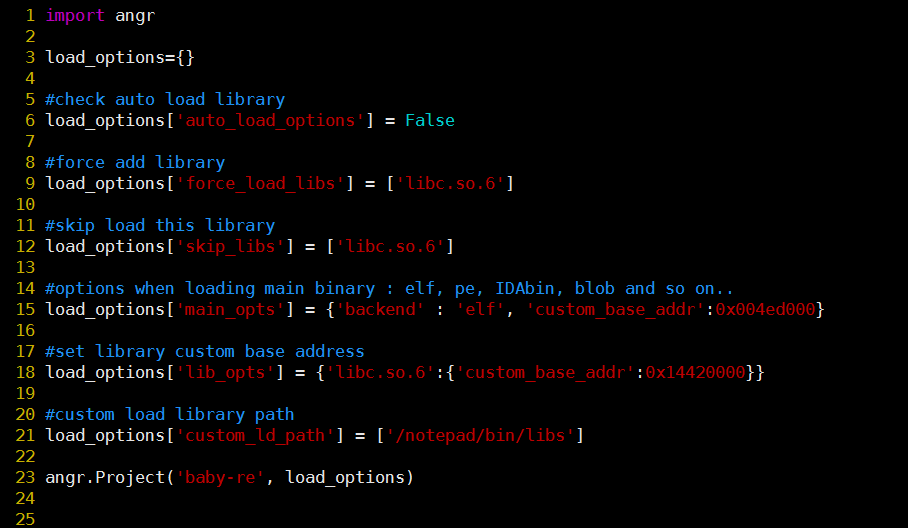 1 import angr
2
3 load_options={}
4
5 #check auto load library
6 load_options['auto_load_options'] = False
7
8 #force add library
9 load_options['force_load_libs'] = ['libc.so.6']
10
11 #skip load this library
12 load_options['skip_libs'] = ['libc.so.6']
13
14 #options when loading main binary : elf, pe, IDAbin, blob and so on..
15 load_options['main_opts'] = {'backend' : 'elf', 'custom_base_addr':0x004ed000}
16
17 #set library custom base address
18 load_options['lib_opts'] = {'libc.so.6':{'custom_base_addr':0x14420000}}
19
20 #custom load library path
21 load_options['custom_ld_path'] = ['/notepad/bin/libs']
22
23 angr.Project('baby-re', load_options)
24
25